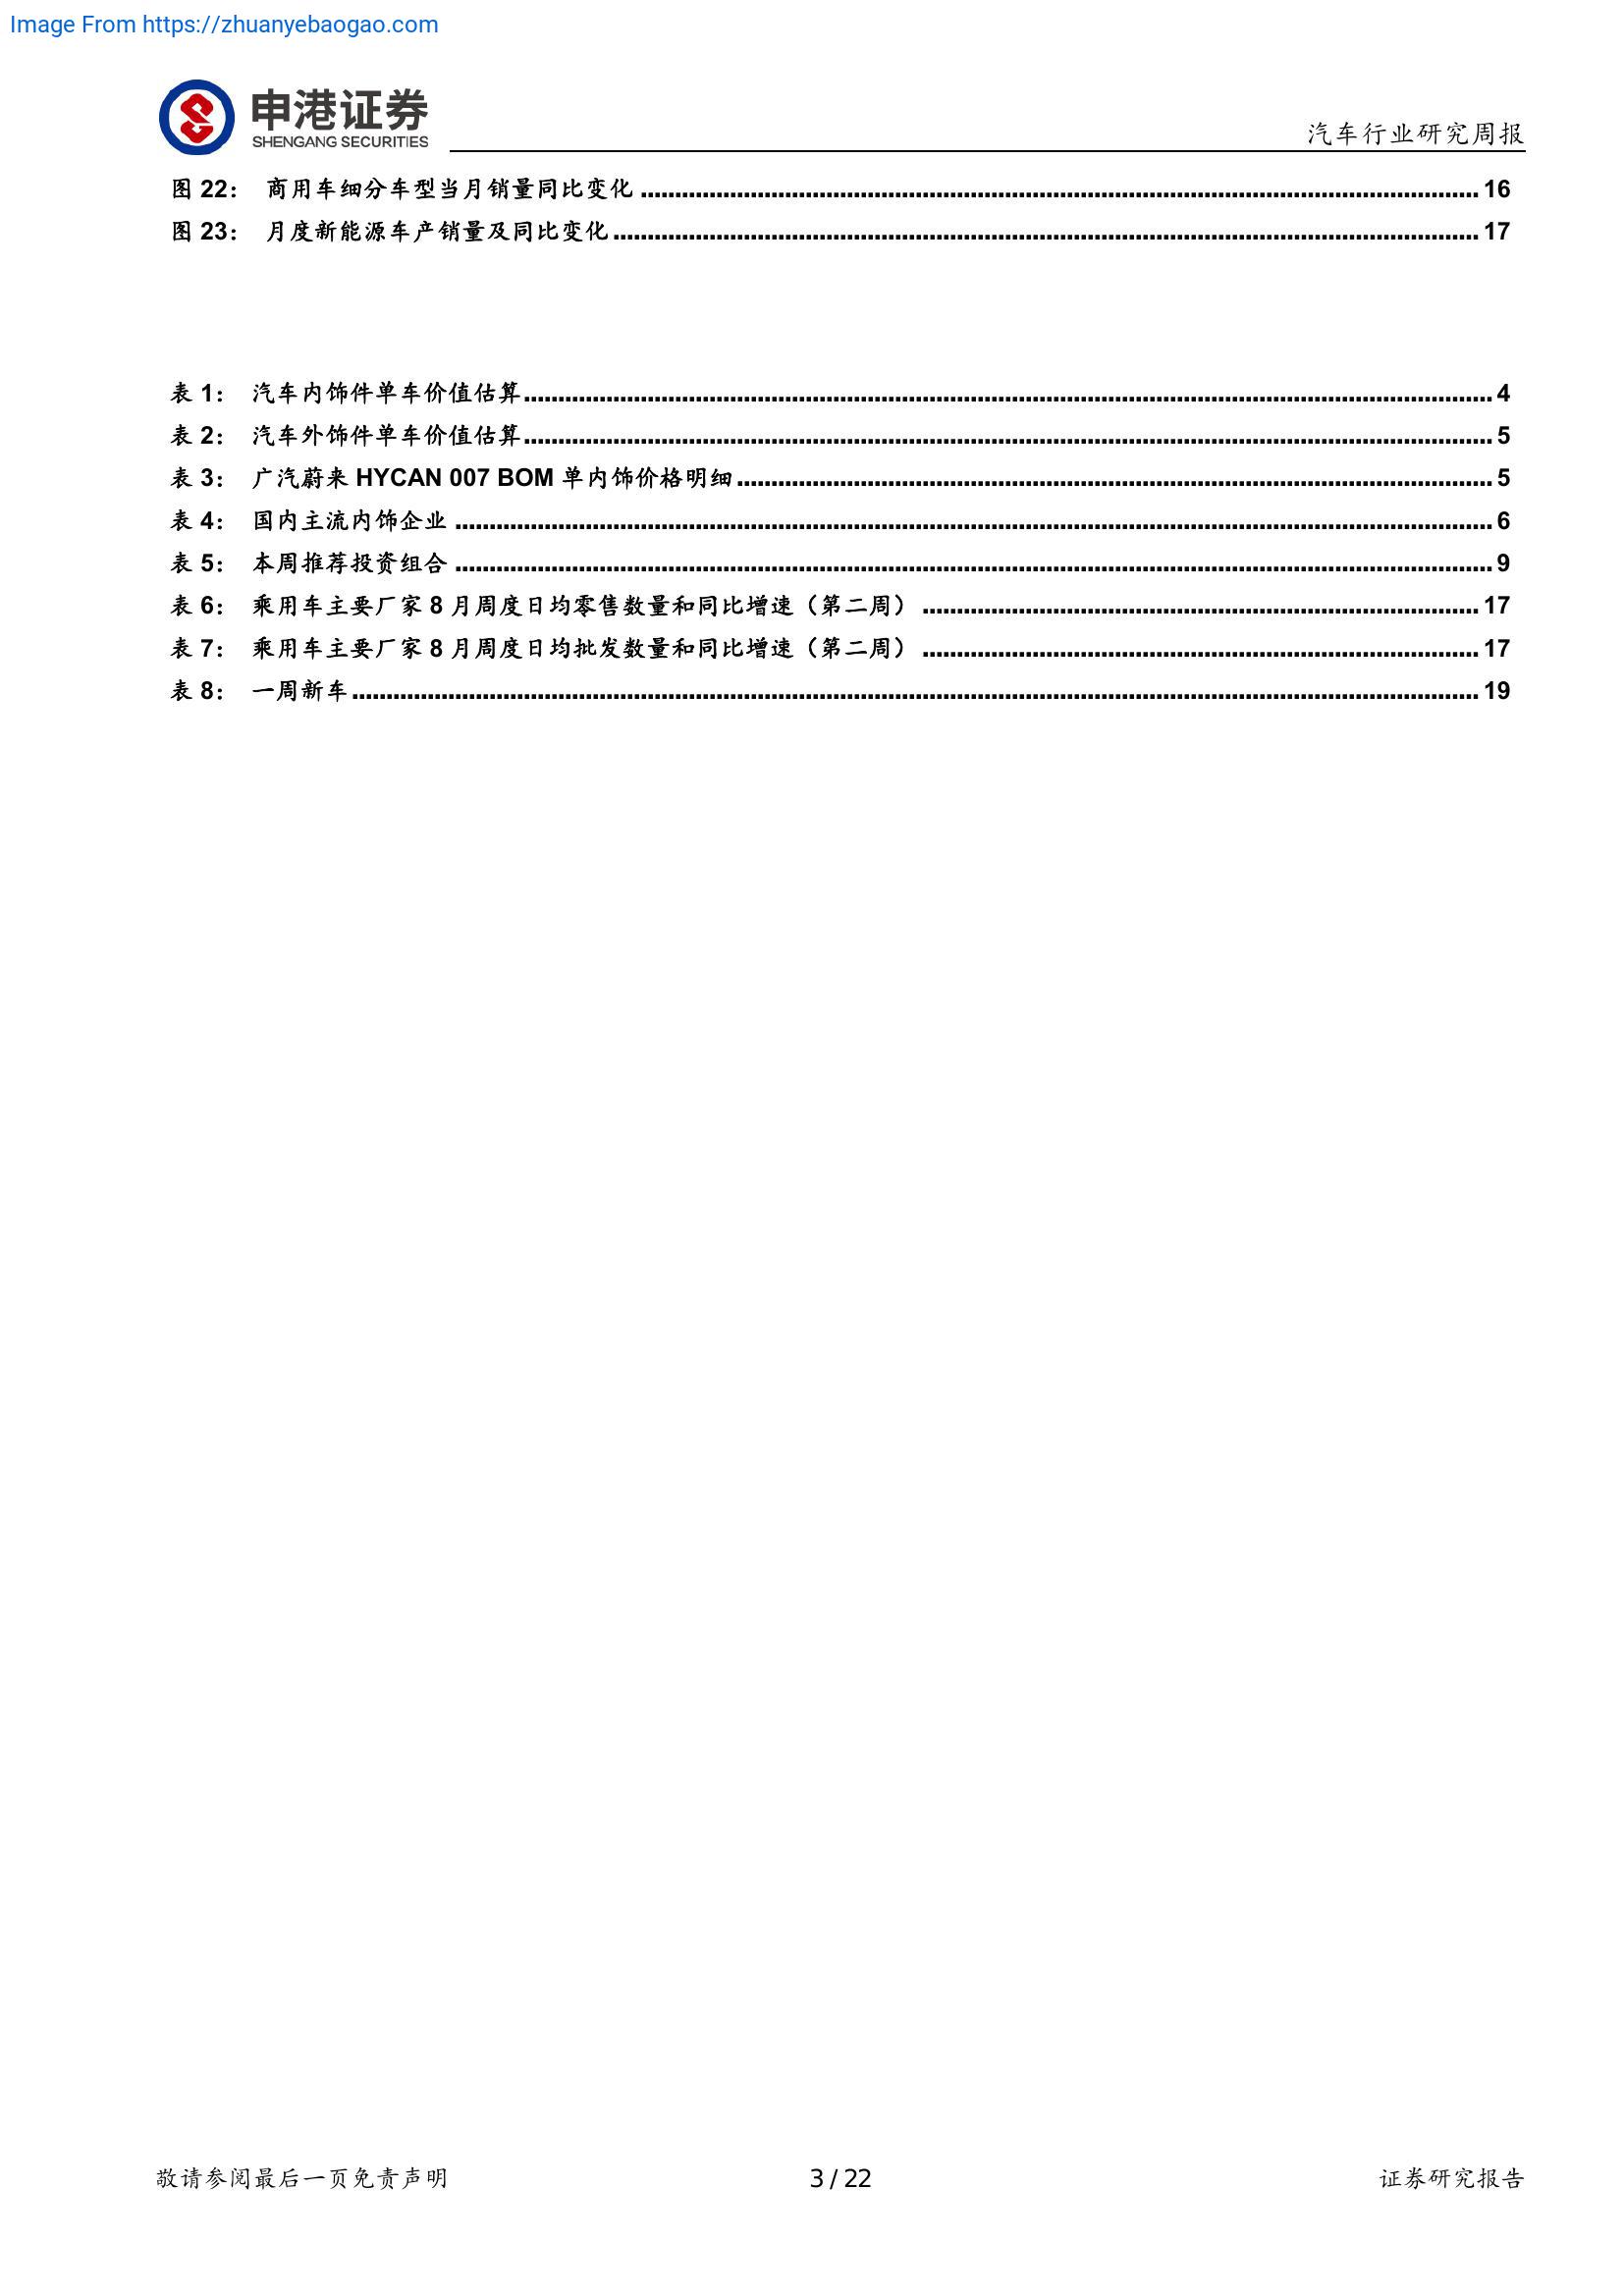 Image From https://zhuanyebaogao.com
申港证券
SHENGANG SECURITIES
汽车行业研究周报
图 22： 商用车细分车型当月销量同比变化 16
图 23： 月度新能源车产销量及同比变化 17
表 1： 汽车内饰件单车价值估算 4
表 2： 汽车外饰件单车价值估算 5
表 3： 广汽蔚来 HYCAN 007 BOM 单内饰价格明细 5
表 4： 国内主流内饰企业 6
表 5： 本周推荐投资组合 9
表 6： 乘用车主要厂家 8 月周度日均零售数量和同比增速（第二周） 17
表 7： 乘用车主要厂家 8 月周度日均批发数量和同比增速（第二周） 17
表 8： 一周新车 19
敬请参阅最后一页免责声明 3 / 22 证券研究报告